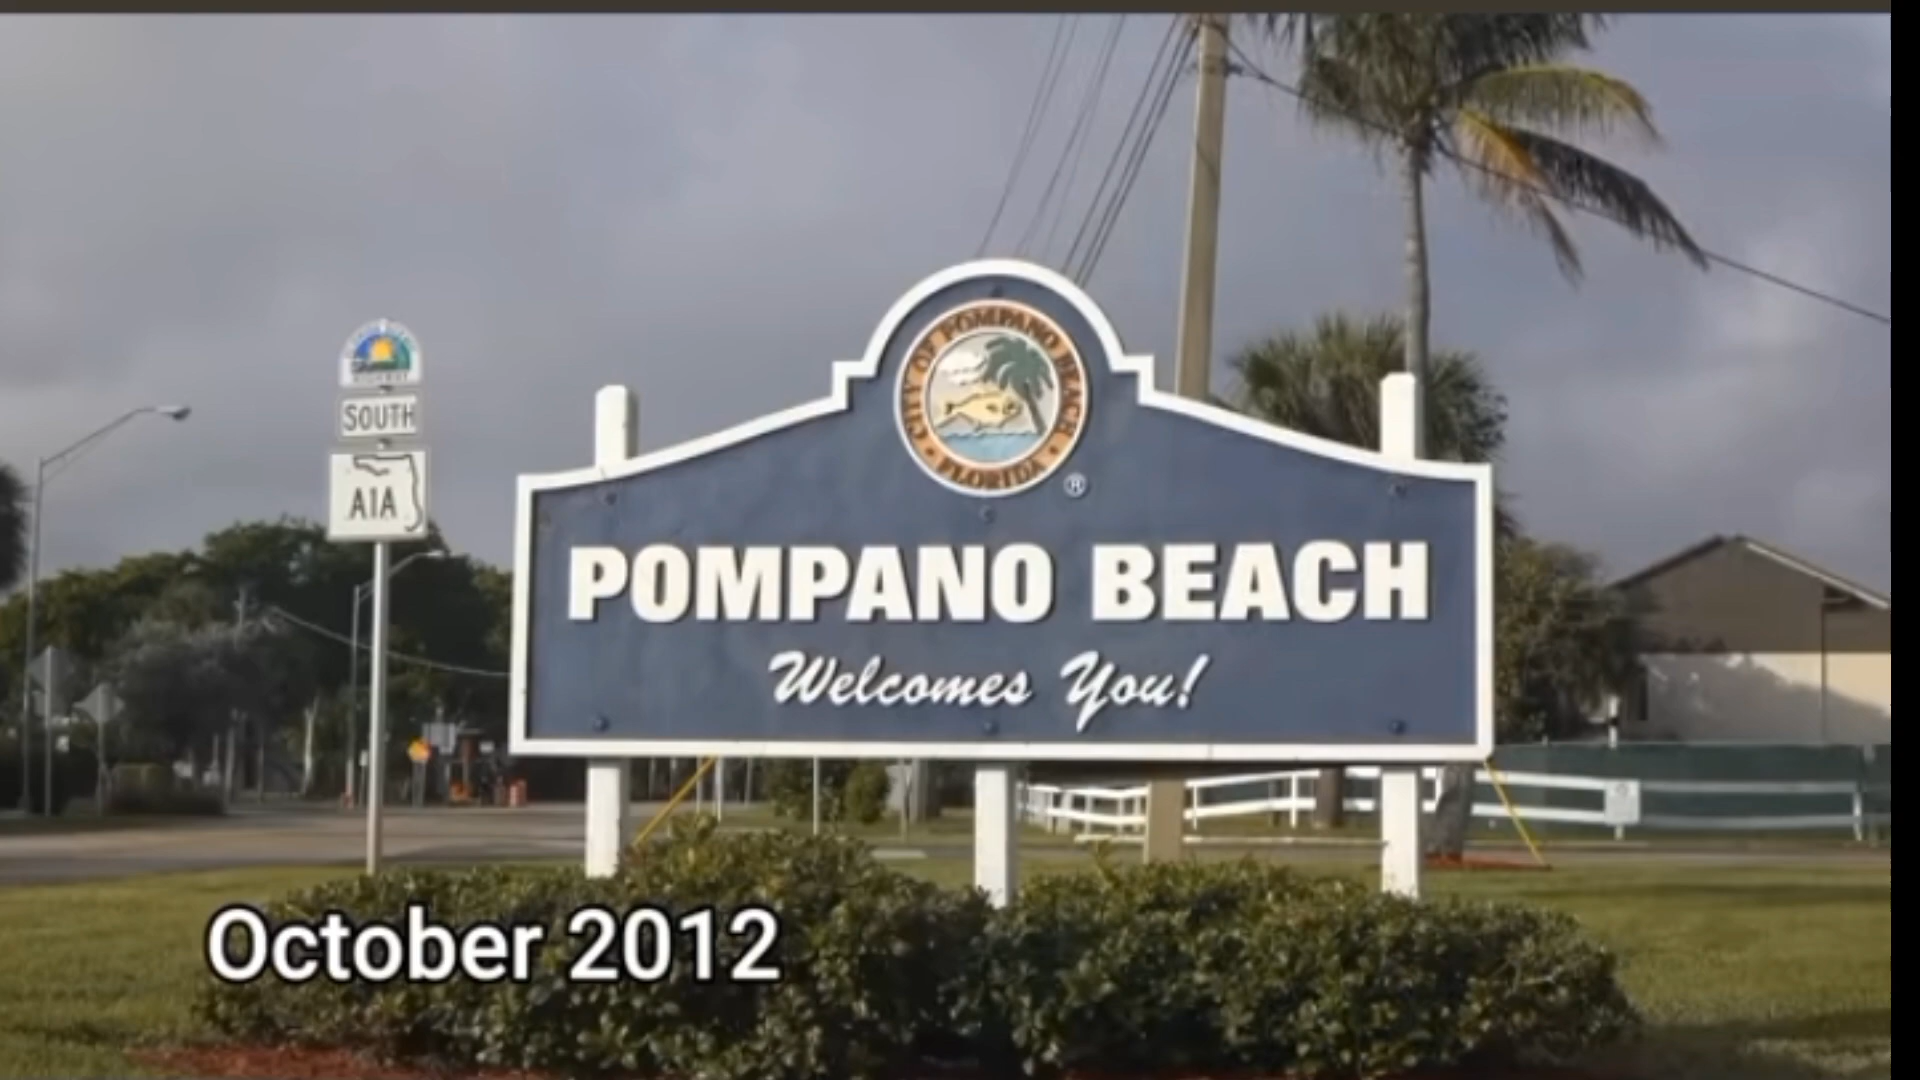 SOUTH
A1A
CITY OF POMPANO BEACH
FLORIDA
®
POMPANO BEACH
Welcomes You!
October 2012